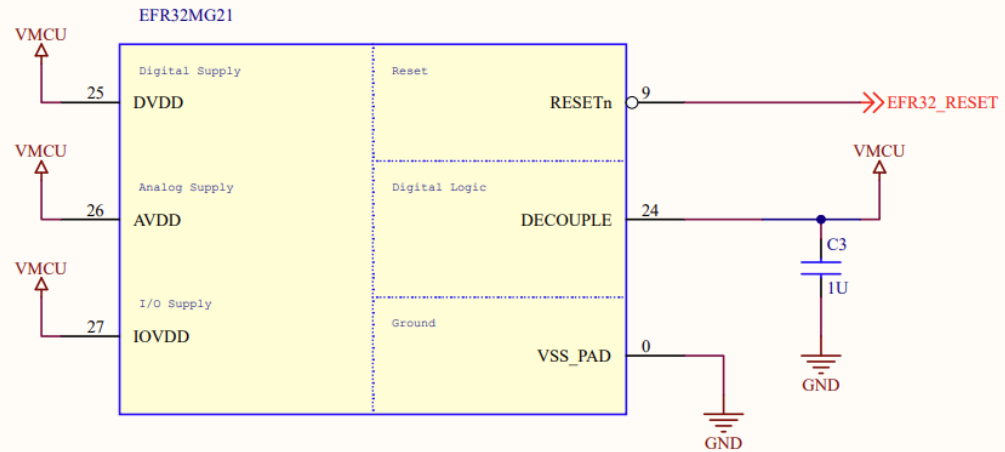 EFR32MG21
VMCU
Digital Supply
Reset
25
DVDD
RESETn
9
EFR32_RESET
VMCU
VMCU
Analog Supply
Digital Logic
26
AVDD
DECOUPLE
24
C3
1U
VMCU
I/O Supply
Ground
27
IOVDD
VSS_PAD
0
GND
GND